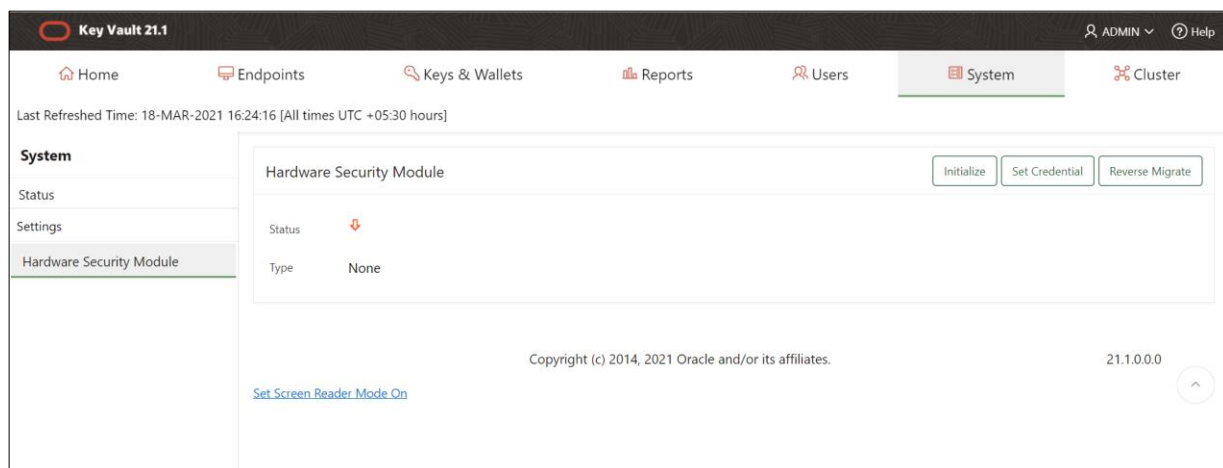 Key Vault 21.1
ADMIN
Help
Home
Endpoints
Keys & Wallets
Reports
Users
System
Cluster
Last Refreshed Time: 18-MAR-2021 16:24:16 [All times UTC +05:30 hours]
System
Status
Settings
Hardware Security Module
Hardware Security Module
Initialize
Set Credential
Reverse Migrate
Status
Type None
Copyright (c) 2014, 2021 Oracle and/or its affiliates.
21.1.0.0.0
Set Screen Reader Mode On